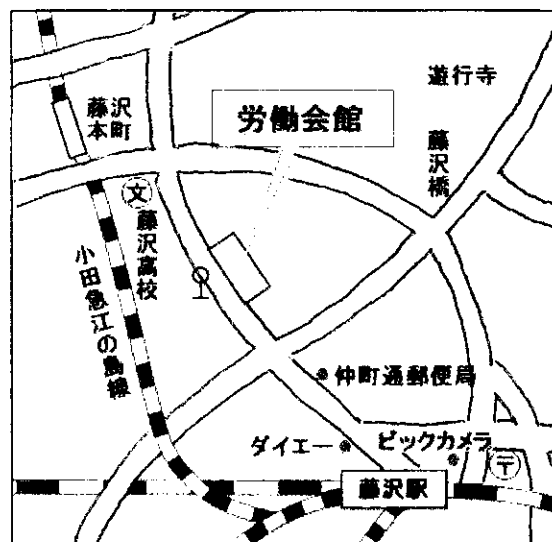 遊行寺
藤沢
本町
労働会館
藤沢橋
文
藤沢高校
小田急江の島線
仲町通郵便局
ダイエー
ビックカメラ
〒
藤沢駅